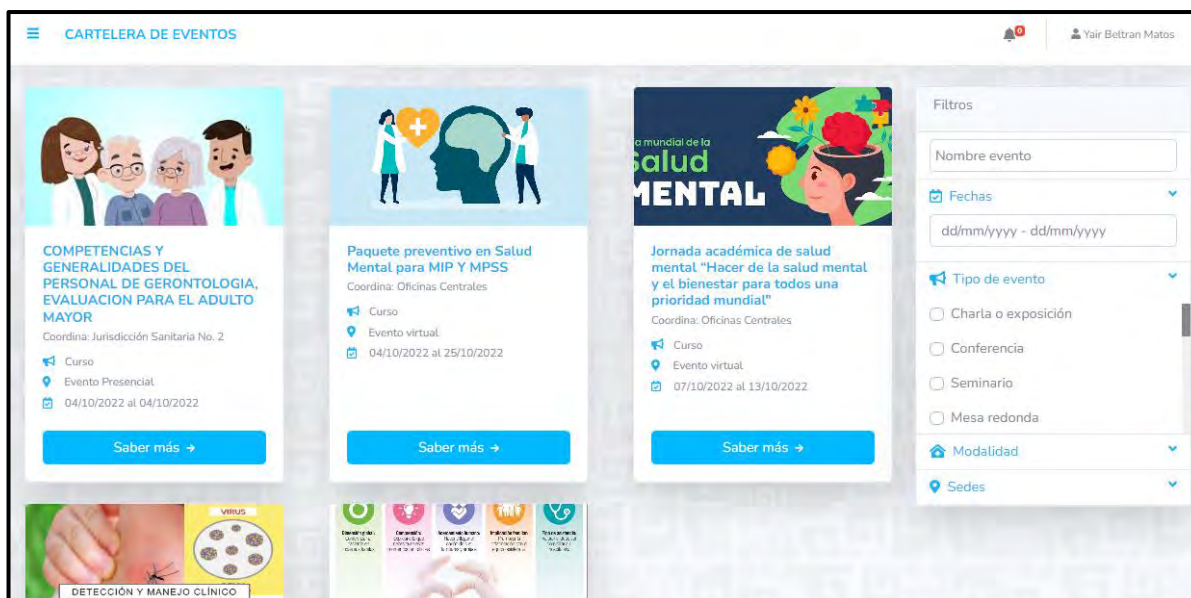 CARTELERA DE EVENTOS
0
Yair Beltran Matos
a mundial de la
salud
MENTAL
COMPETENCIAS Y
GENERALIDADES DEL
PERSONAL DE GERONTOLOGIA,
EVALUACION PARA EL ADULTO
MAYOR
Coordina: Jurisdicción Sanitaria No. 2
Curso
Evento Presencial
04/10/2022 al 04/10/2022
Saber más →
Paquete preventivo en Salud
Mental para MIP Y MPSS
Coordina: Oficinas Centrales
Curso
Evento virtual
04/10/2022 al 25/10/2022
Saber más →
Jornada académica de salud
mental “Hacer de la salud mental
y el bienestar para todos una
prioridad mundial”
Coordina: Oficinas Centrales
Curso
Evento virtual
07/10/2022 al 13/10/2022
Saber más →
Filtros
Nombre evento
Fechas
dd/mm/yyyy - dd/mm/yyyy
Tipo de evento
Charla o exposición
Conferencia
Seminario
Mesa redonda
Modalidad
Sedes
VIRUS
DETECCIÓN Y MANEJO CLÍNICO